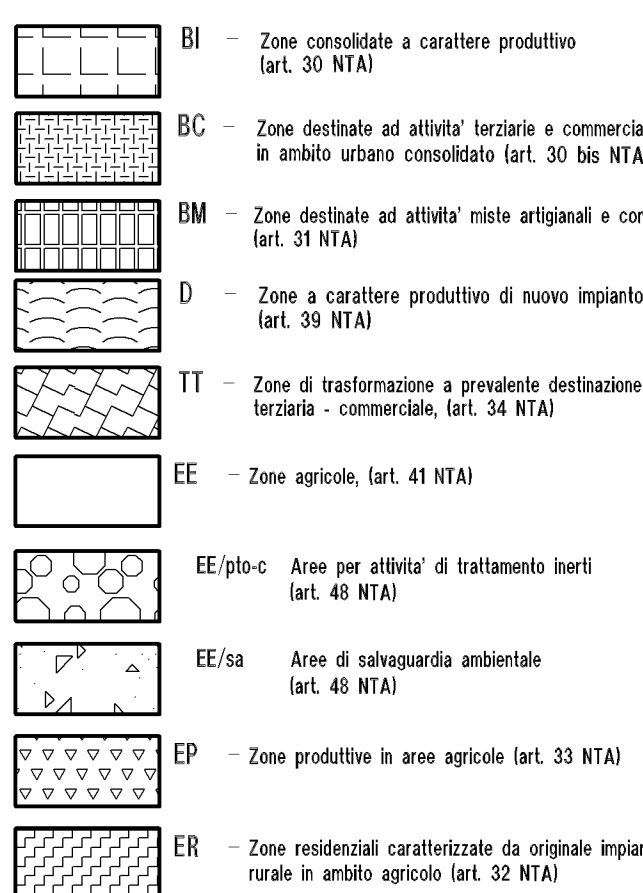 BI – Zone consolidate a carattere produttivo
(art. 30 NTA)
BC – Zone destinate ad attivita' terziarie e commercia
in ambito urbano consolidato (art. 30 bis NTA
BM – Zone destinate ad attivita' miste artigianali e
(art. 31 NTA)
D – Zone a carattere produttivo di nuovo impianto
(art. 39 NTA)
TT – Zone di trasformazione a prevalente destinazione
terziaria - commerciale, (art. 34 NTA)
EE – Zone agricole, (art. 41 NTA)
EE/pto-c Aree per attivita' di trattamento inerti
(art. 48 NTA)
EE/sa Aree di salvaguardia ambientale
(art. 48 NTA)
EP – Zone produttive in aree agricole (art. 33 NTA)
ER – Zone residenziali caratterizzate da originale
rurale in ambito agricolo (art. 32 NTA)